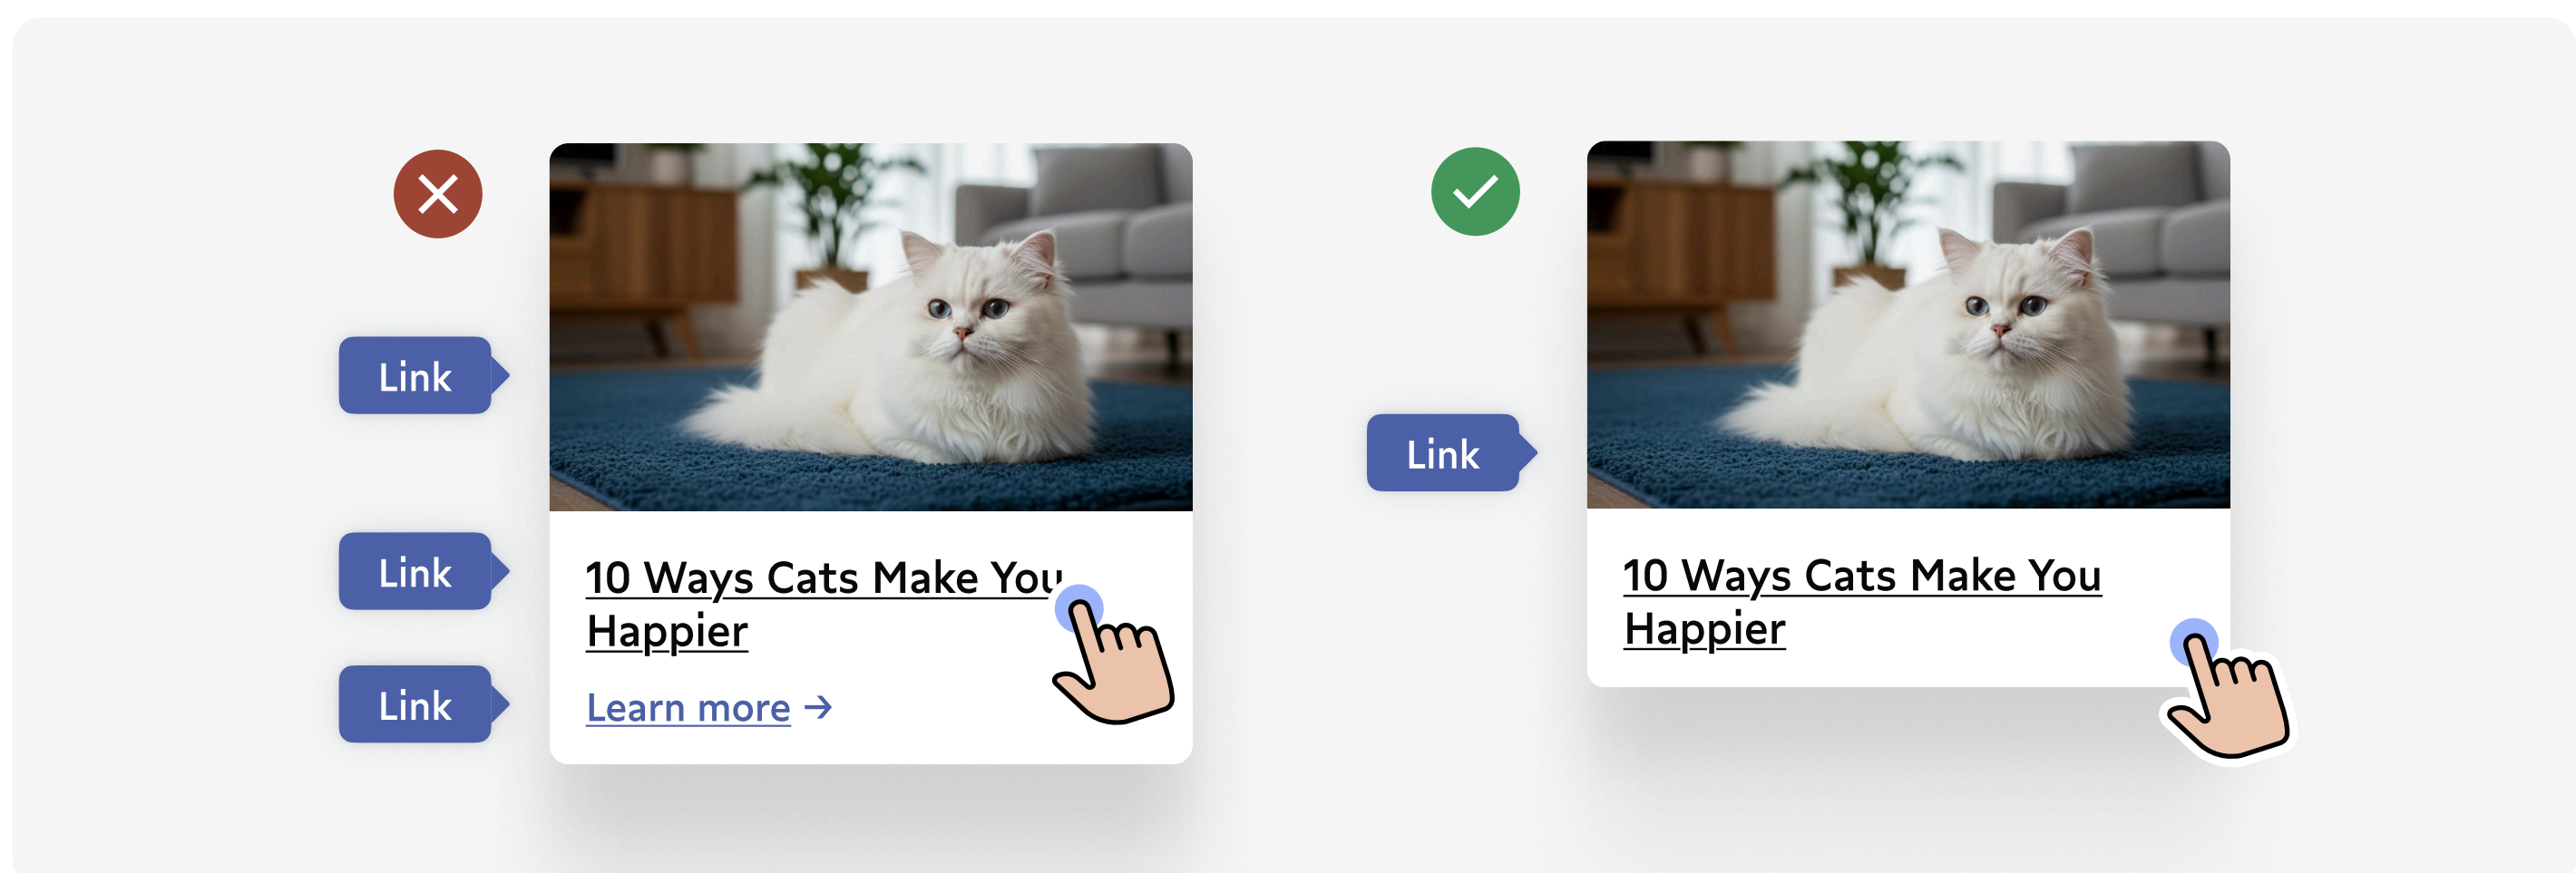 Link
Link
Link
10 Ways Cats Make You
Happier
Learn more →
Link
10 Ways Cats Make You
Happier